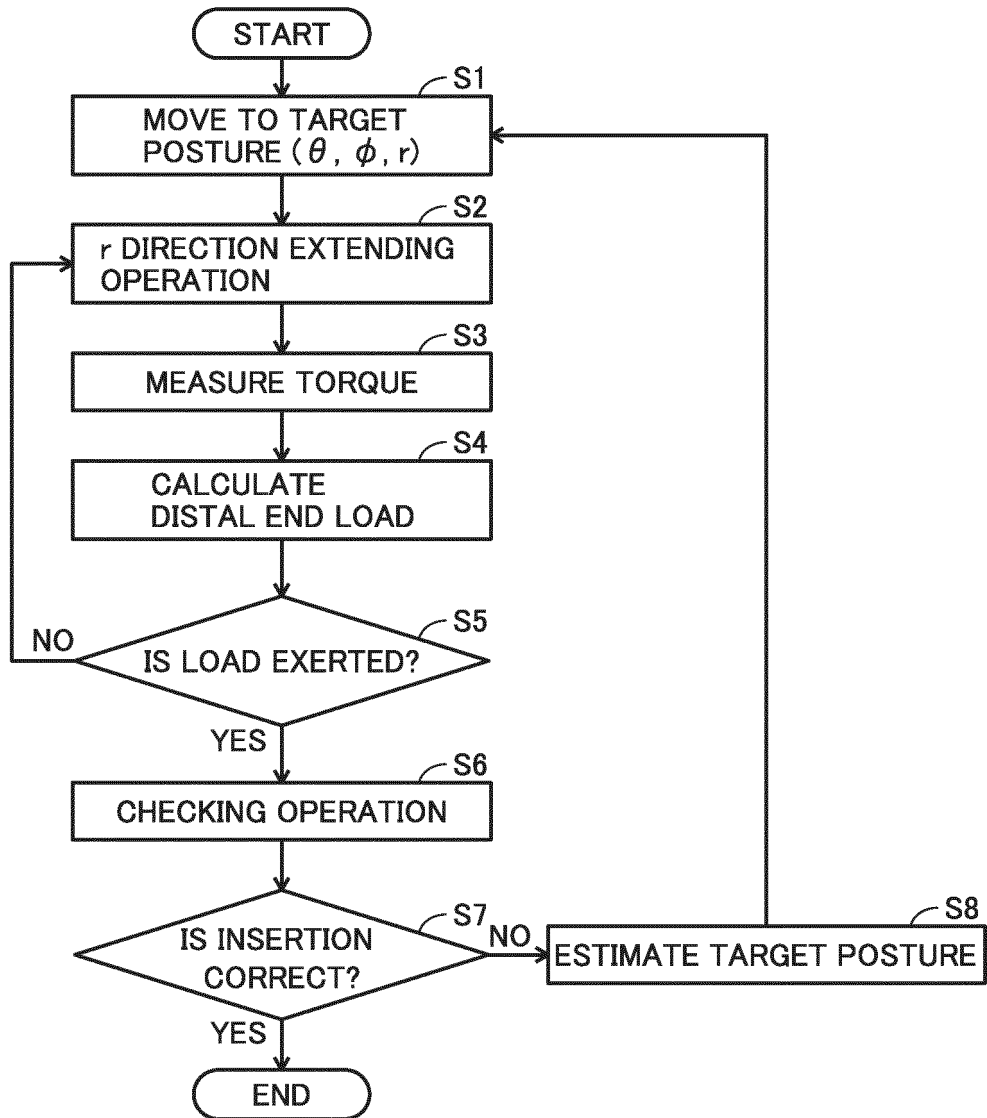 START
S1
MOVE TO TARGET
POSTURE (θ, φ, r)
S2
r DIRECTION EXTENDING
OPERATION
S3
MEASURE TORQUE
S4
CALCULATE
DISTAL END LOAD
S5
NO
IS LOAD EXERTED?
YES
S6
CHECKING OPERATION
S7
IS INSERTION
CORRECT?
NO
S8
ESTIMATE TARGET POSTURE
YES
END